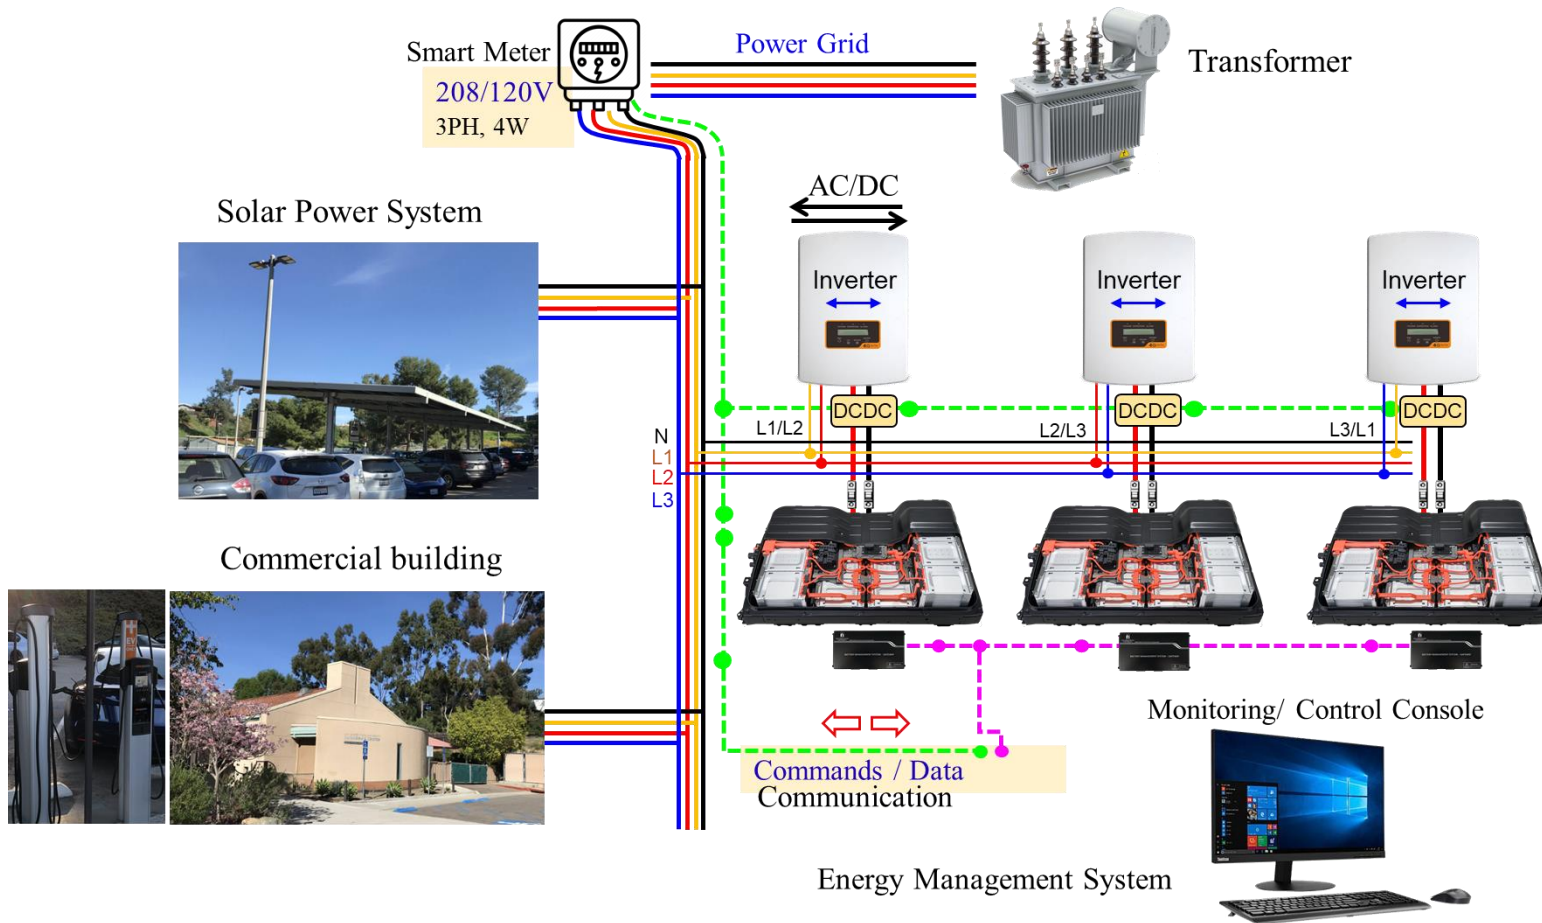 Smart Meter
208/120V
3PH, 4W
Power Grid
Transformer
AC/DC
Solar Power System
Inverter
Inverter
Inverter
DCDC
DCDC
DCDC
L1/L2
L2/L3
L3/L1
N
L1
L2
L3
Commercial building
EV
Monitoring/ Control Console
Commands / Data
Communication
Energy Management System